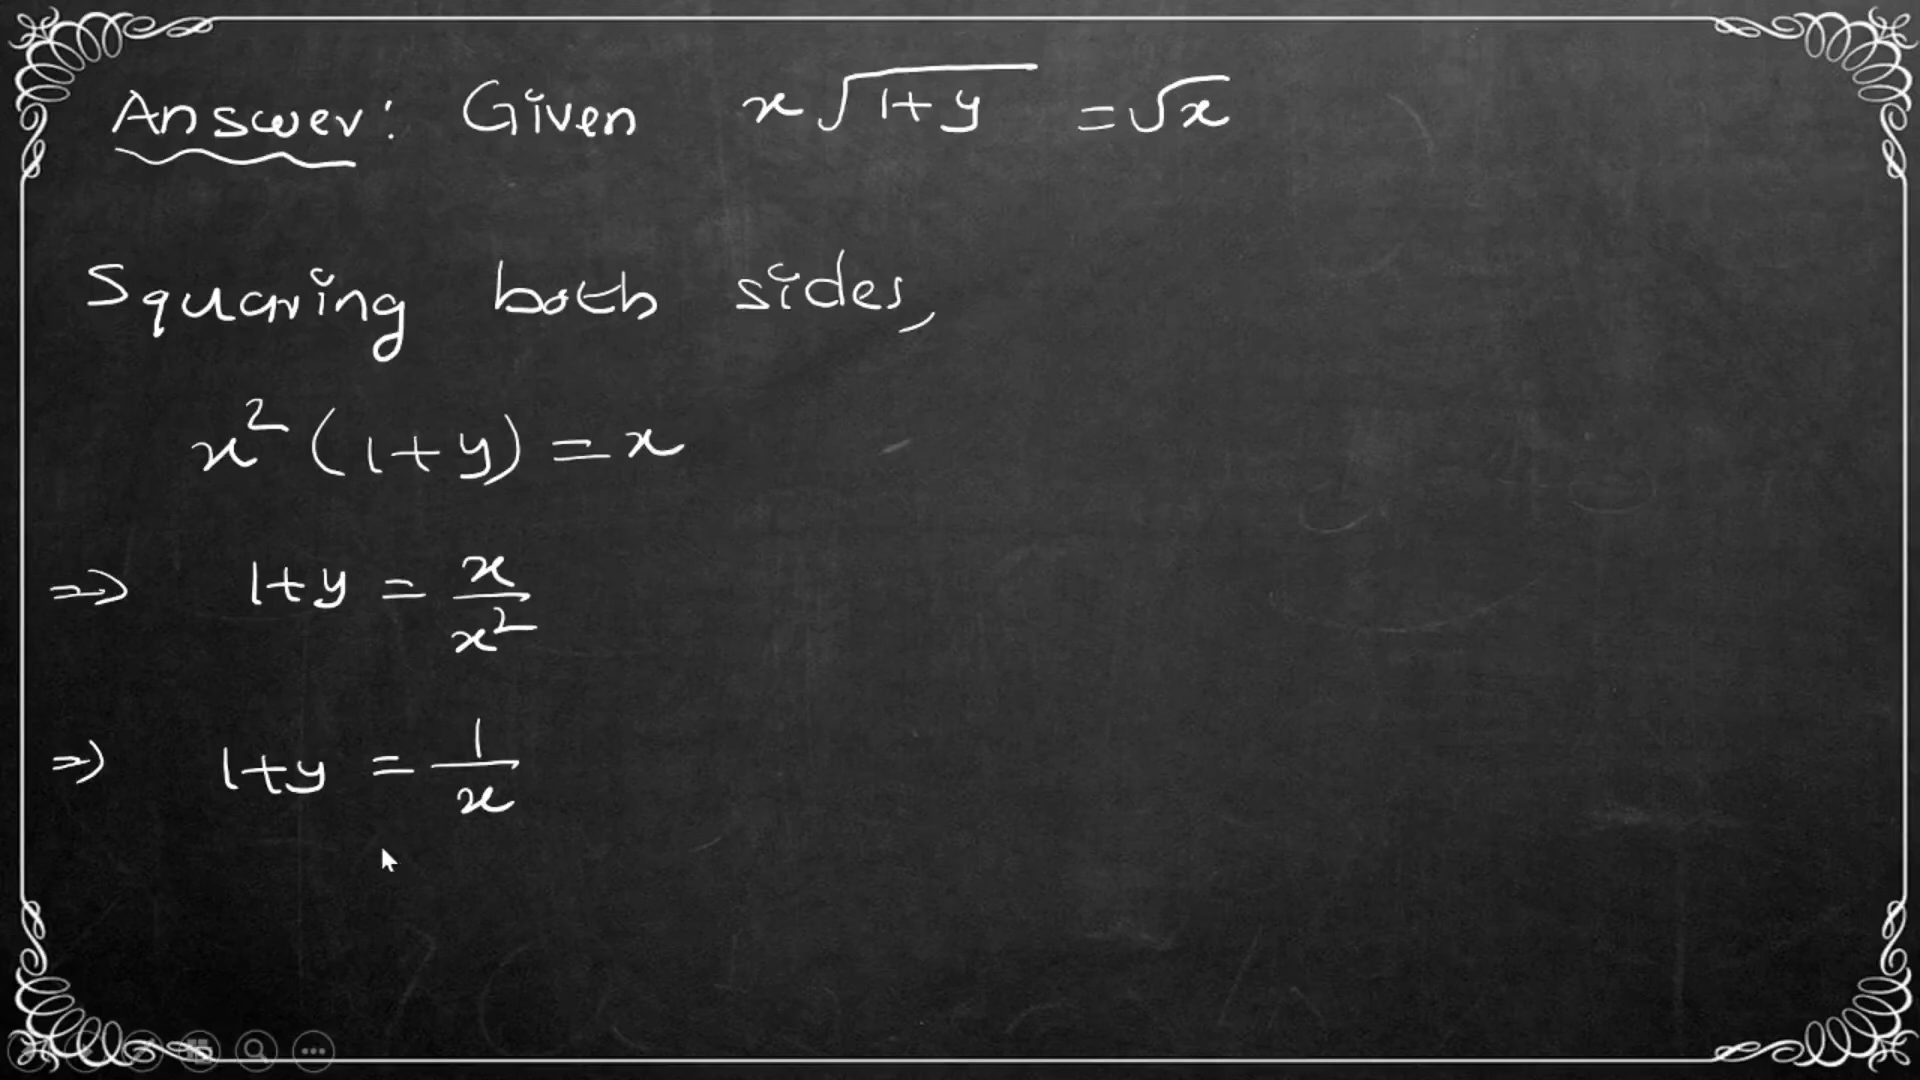 Answer: Given x√(1+y) = √x
Squaring both sides,
x² (1+y) = x
=> 1+y = x/x²
=> 1+y = 1/x